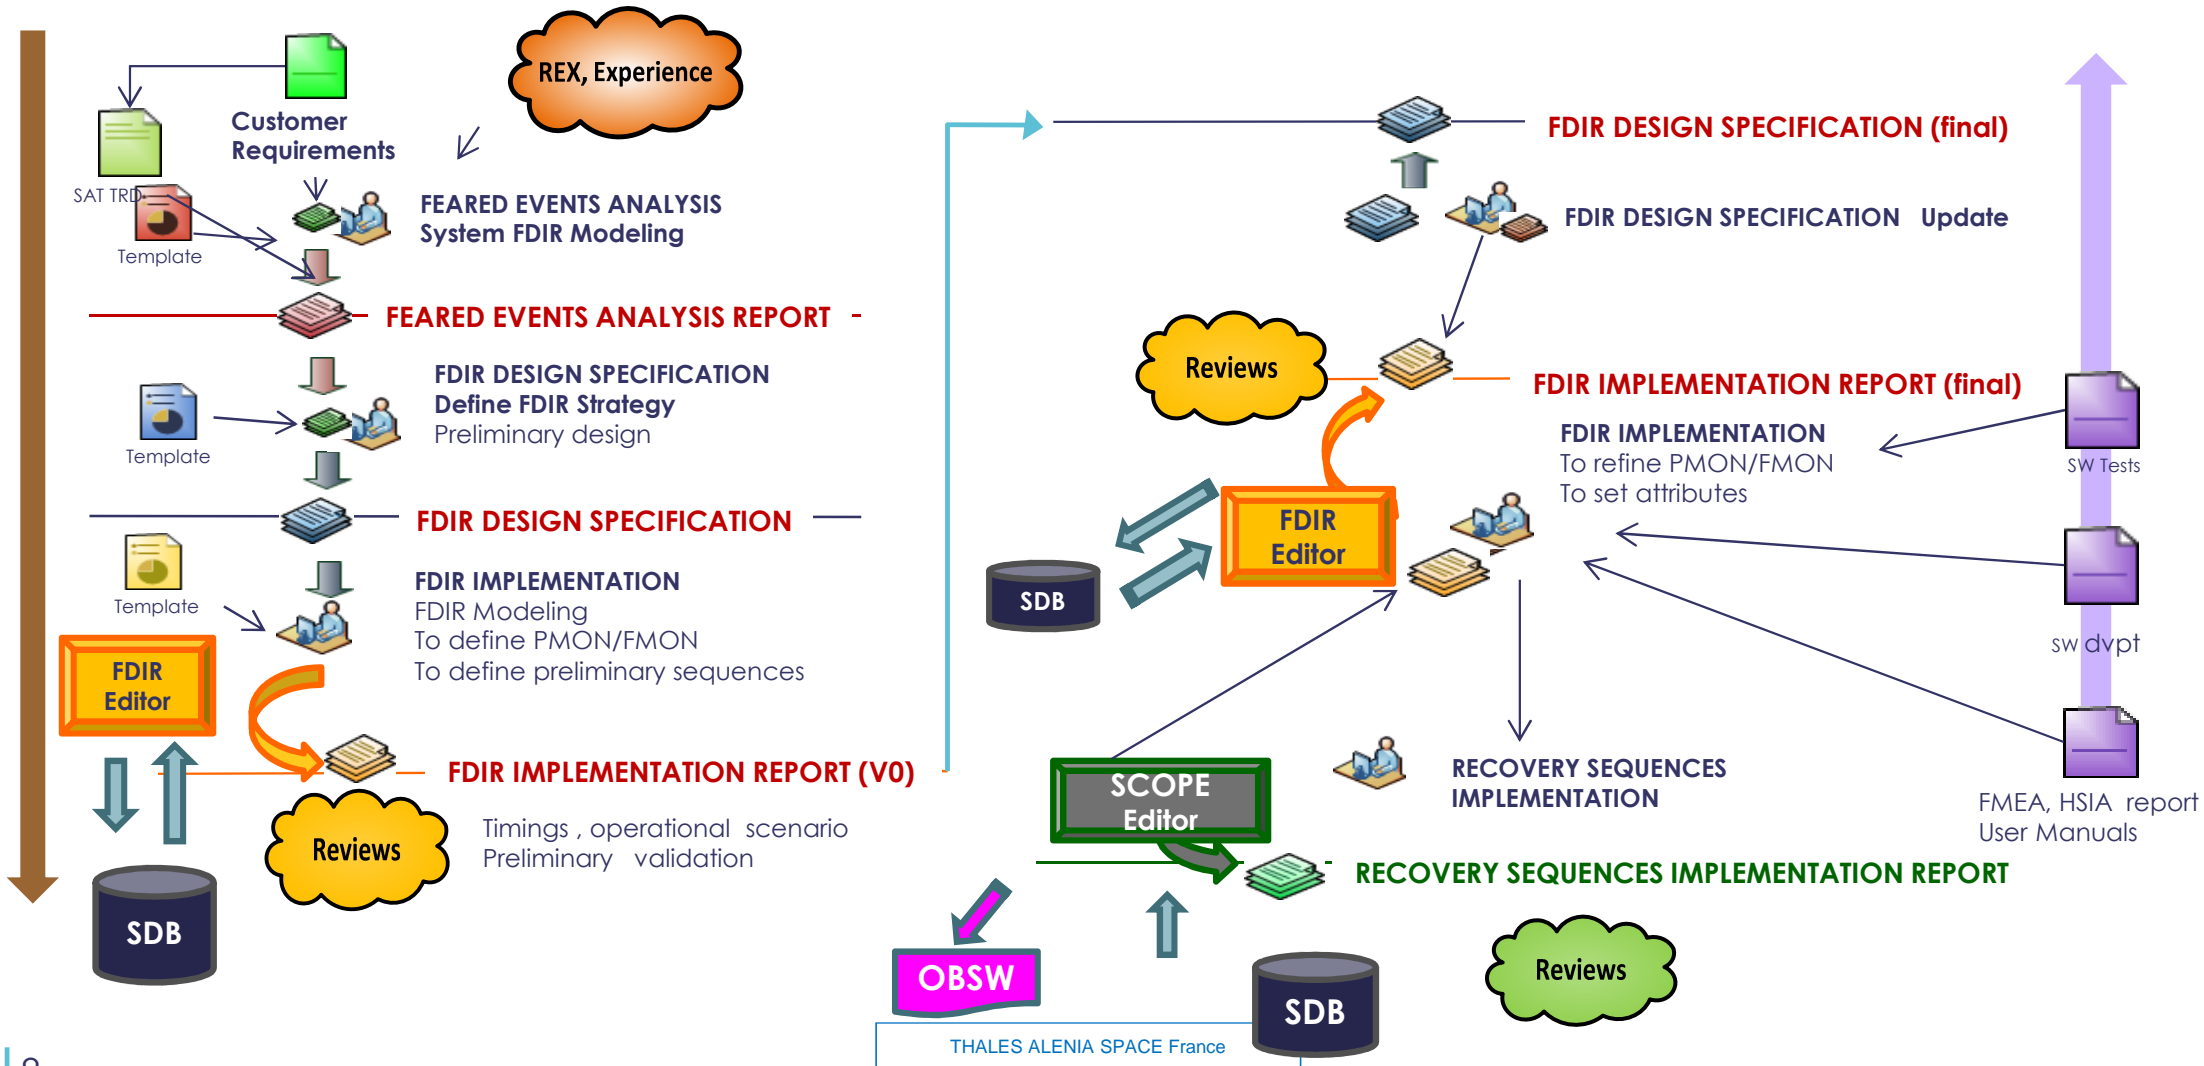 REX, Experience
Customer
Requirements
SAT TRD
Template
FEARED EVENTS ANALYSIS
System FDIR Modeling
FEARED EVENTS ANALYSIS REPORT
Template
FDIR DESIGN SPECIFICATION
Define FDIR Strategy
Preliminary design
FDIR DESIGN SPECIFICATION
Template
FDIR IMPLEMENTATION
FDIR Modeling
To define PMON/FMON
To define preliminary sequences
FDIR
Editor
FDIR IMPLEMENTATION REPORT (V0)
Reviews
Timings , operational scenario
Preliminary validation
SDB
FDIR DESIGN SPECIFICATION (final)
FDIR DESIGN SPECIFICATION Update
Reviews
FDIR IMPLEMENTATION REPORT (final)
FDIR IMPLEMENTATION
To refine PMON/FMON
To set attributes
SW Tests
FDIR
Editor
SDB
SW dvpt
SCOPE
Editor
RECOVERY SEQUENCES
IMPLEMENTATION
FMEA, HSIA report
User Manuals
RECOVERY SEQUENCES IMPLEMENTATION REPORT
OBSW
SDB
Reviews
THALES ALENIA SPACE France